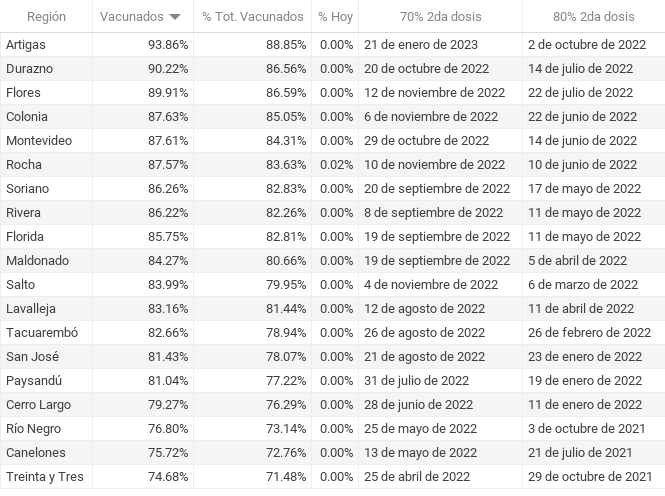 Región Vacunados % Tot. Vacunados % Hoy 70% 2da dosis 80% 2da dosis
Artigas 93.86% 88.85% 0.00% 21 de enero de 2023 2 de octubre de 2022
Durazno 90.22% 86.56% 0.00% 20 de octubre de 2022 14 de julio de 2022
Flores 89.91% 86.59% 0.00% 12 de noviembre de 2022 22 de julio de 2022
Colonia 87.63% 85.05% 0.00% 6 de noviembre de 2022 22 de junio de 2022
Montevideo 87.61% 84.31% 0.00% 29 de octubre de 2022 14 de junio de 2022
Rocha 87.57% 83.63% 0.02% 10 de noviembre de 2022 10 de junio de 2022
Soriano 86.26% 82.83% 0.00% 20 de septiembre de 2022 17 de mayo de 2022
Rivera 86.22% 82.26% 0.00% 8 de septiembre de 2022 11 de mayo de 2022
Florida 85.75% 82.81% 0.00% 19 de septiembre de 2022 11 de mayo de 2022
Maldonado 84.27% 80.66% 0.00% 19 de septiembre de 2022 5 de abril de 2022
Salto 83.99% 79.95% 0.00% 4 de noviembre de 2022 6 de marzo de 2022
Lavalleja 83.16% 81.44% 0.00% 12 de agosto de 2022 11 de abril de 2022
Tacuarembó 82.66% 78.94% 0.00% 26 de agosto de 2022 26 de febrero de 2022
San José 81.43% 78.07% 0.00% 21 de agosto de 2022 23 de enero de 2022
Paysandú 81.04% 77.22% 0.00% 31 de julio de 2022 19 de enero de 2022
Cerro Largo 79.27% 76.29% 0.00% 28 de junio de 2022 11 de enero de 2022
Río Negro 76.80% 73.14% 0.00% 25 de mayo de 2022 3 de octubre de 2021
Canelones 75.72% 72.76% 0.00% 13 de mayo de 2022 21 de julio de 2021
Treinta y Tres 74.68% 71.48% 0.00% 25 de abril de 2022 29 de octubre de 2021